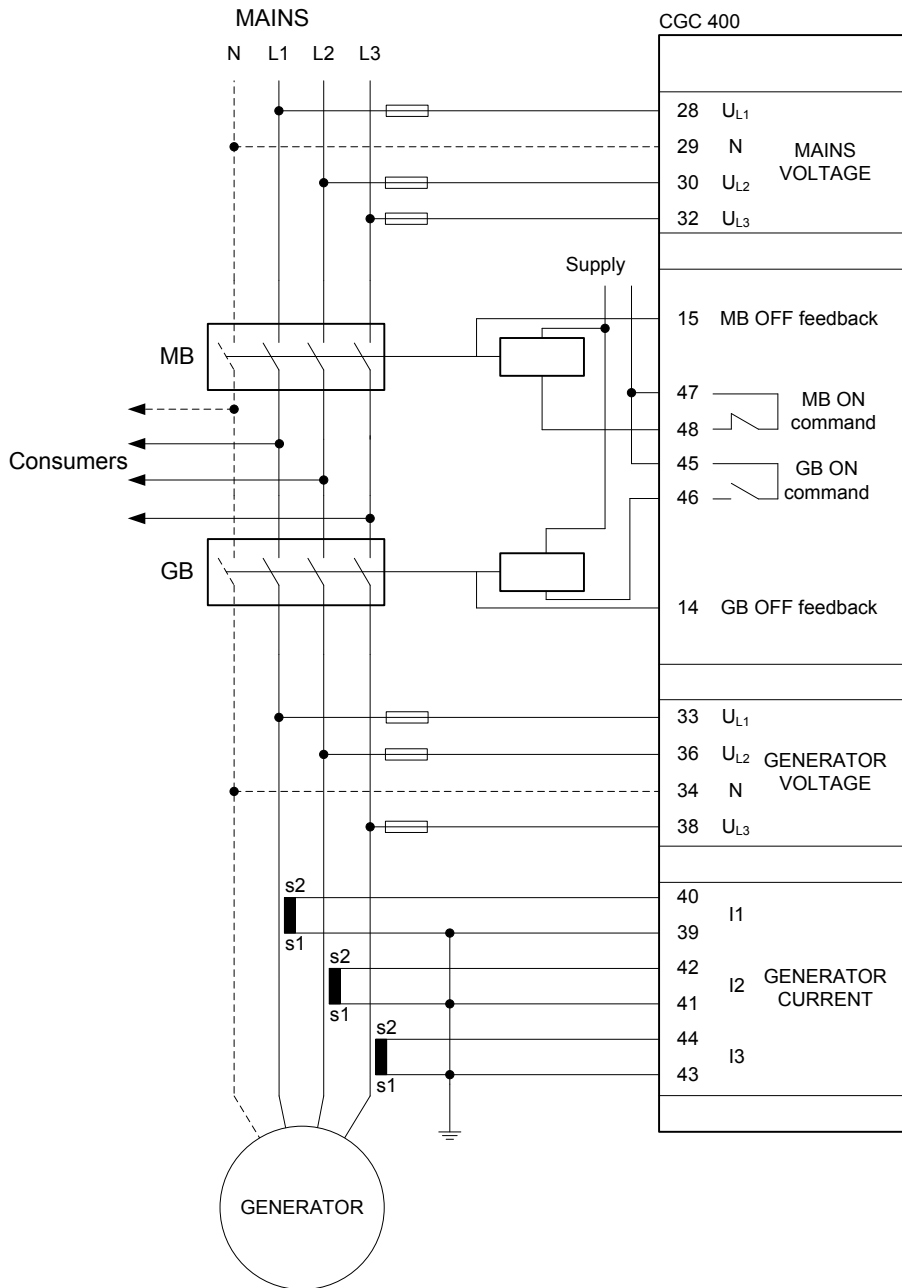 MAINS
CGC 400
N L1 L2 L3
28 UL1
29 N
30 UL2
32 UL3
MAINS
VOLTAGE
Supply
15 MB OFF feedback
MB
47
48
MB ON
command
Consumers
45
46
GB ON
command
GB
14 GB OFF feedback
33 UL1
36 UL2
34 N
38 UL3
GENERATOR
VOLTAGE
s2
s1
40
39
I1
s2
s1
42
41
I2
GENERATOR
CURRENT
s2
s1
44
43
I3
GENERATOR